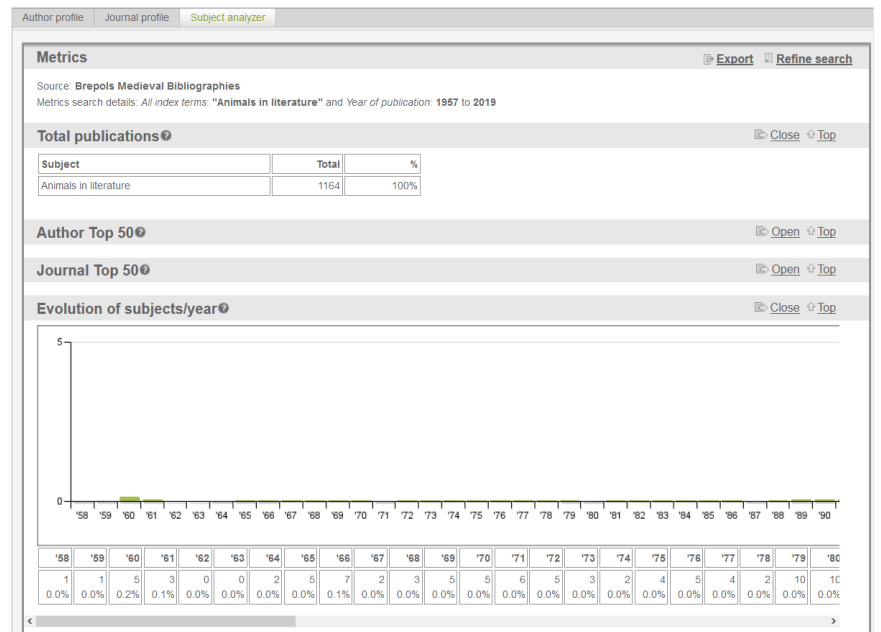 Author profile Journal profile Subject analyzer
Metrics Export Refine search
Source: Brepols Medieval Bibliographies
Metrics search details: All index terms: "Animals in literature" and Year of publication: 1957 to 2019
Total publications? Close Top
Subject Total %
Animals in literature 1164 100%
Author Top 50? Open Top
Journal Top 50? Open Top
Evolution of subjects/year? Close Top
5
0
'58 '59 '60 '61 '62 '63 '64 '65 '66 '67 '68 '69 '70 '71 '72 '73 '74 '75 '76 '77 '78 '79 '80 '81 '82 '83 '84 '85 '86 '87 '88 '89 '90
'58 '59 '60 '61 '62 '63 '64 '65 '66 '67 '68 '69 '70 '71 '72 '73 '74 '75 '76 '77 '78 '79 '80
1 1 5 3 0 0 2 5 7 2 3 5 5 6 5 3 2 4 5 4 2 10 10
0.0% 0.0% 0.2% 0.1% 0.0% 0.0% 0.0% 0.0% 0.1% 0.0% 0.0% 0.0% 0.0% 0.0% 0.0% 0.0% 0.0% 0.0% 0.0% 0.0% 0.0% 0.0% 0.0%